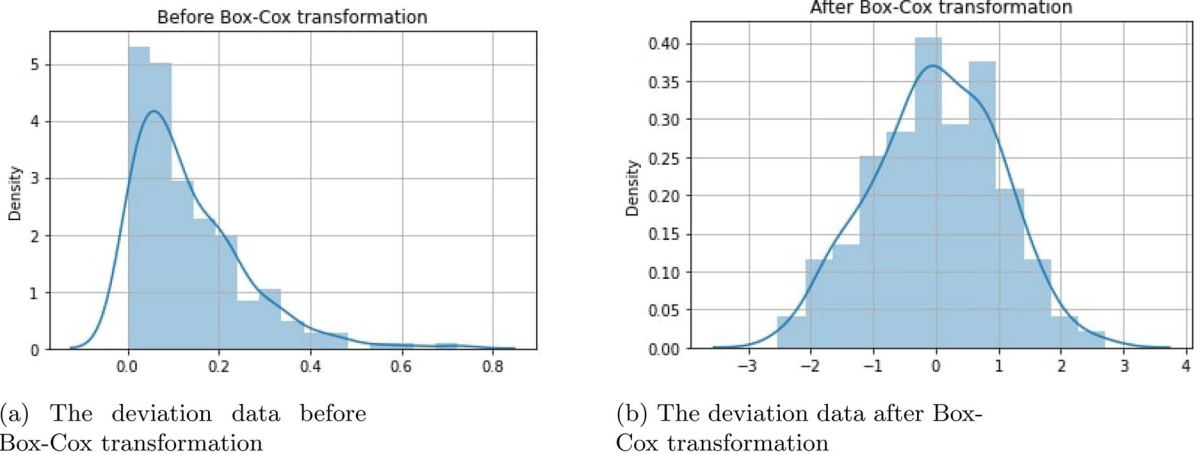 Before Box-Cox transformation
Density
5
4
3
2
1
0
0.0 0.2 0.4 0.6 0.8
(a) The deviation data before
Box-Cox transformation
After Box-Cox transformation
Density
0.40
0.35
0.30
0.25
0.20
0.15
0.10
0.05
0.00
−3 −2 −1 0 1 2 3 4
(b) The deviation data after Box-
Cox transformation